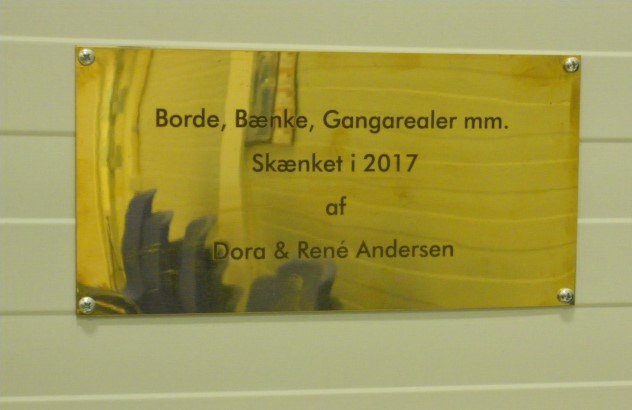 Borde, Bænke, Gangarealer mm.
Skænket i 2017
af
Dora & René Andersen